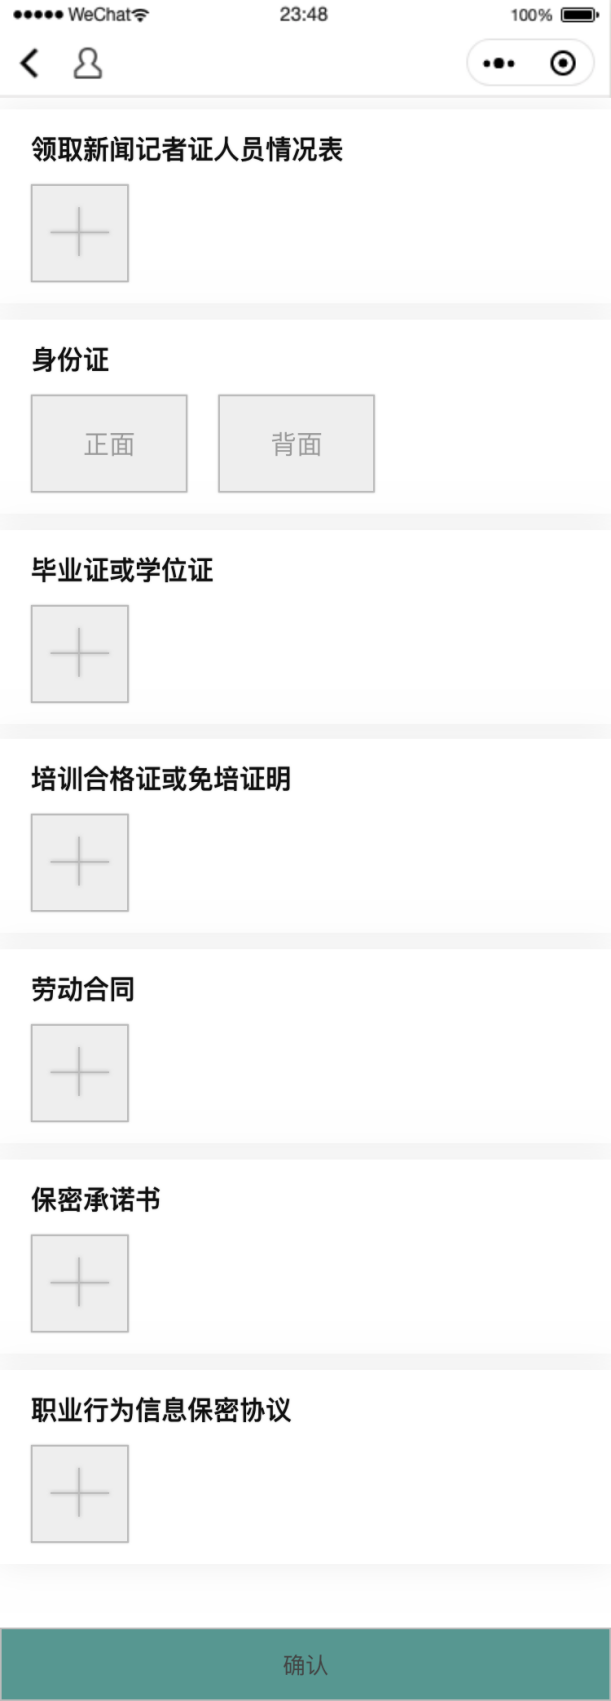 WeChat
23:48
100%
领取新闻记者证人员情况表
身份证
正面
背面
毕业证或学位证
培训合格证或免培证明
劳动合同
保密承诺书
职业行为信息保密协议
确认